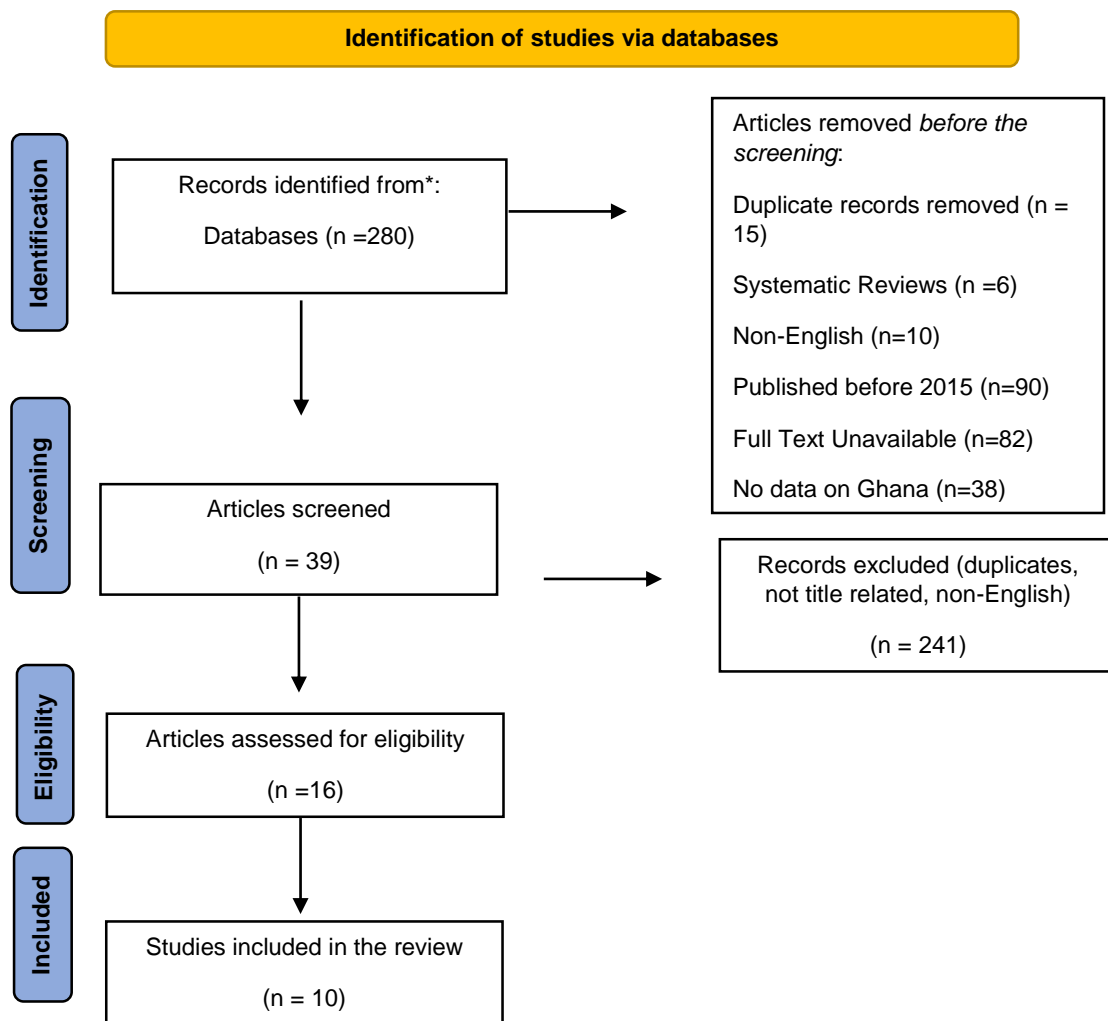 Identification of studies via databases
Identification
Records identified from*:
Databases (n =280)
Articles removed before the
screening:
Duplicate records removed (n =
15)
Systematic Reviews (n =6)
Non-English (n=10)
Published before 2015 (n=90)
Full Text Unavailable (n=82)
No data on Ghana (n=38)
Screening
Articles screened
(n = 39)
Records excluded (duplicates,
not title related, non-English)
(n = 241)
Eligibility
Articles assessed for eligibility
(n =16)
Included
Studies included in the review
(n = 10)